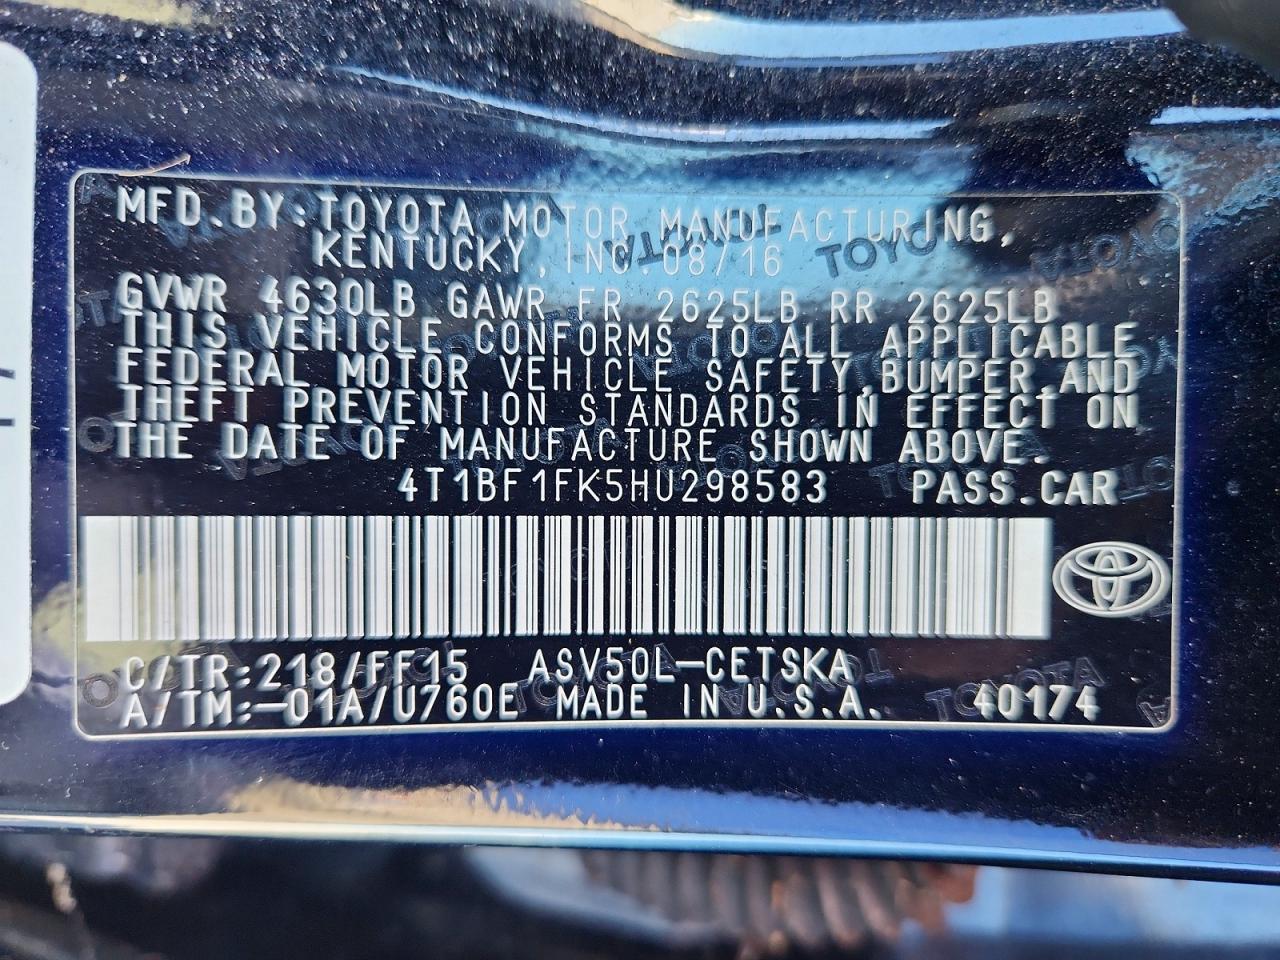 MFD.BY:TOYOTA MOTOR MANUFACTURING,
KENTUCKY,INC.08/16
GVWR 4630LB GAWR FR 2625LB RR 2625LB
THIS VEHICLE CONFORMS TO ALL APPLICABLE
FEDERAL MOTOR VEHICLE SAFETY,BUMPER,AND
THEFT PREVENTION STANDARDS IN EFFECT ON
THE DATE OF MANUFACTURE SHOWN ABOVE.
4T1BF1FK5HU298583 PASS.CAR
C/TR:218/FF15 ASV50L-CETSKA
A/TM:-01A/U760E MADE IN U.S.A. 40174